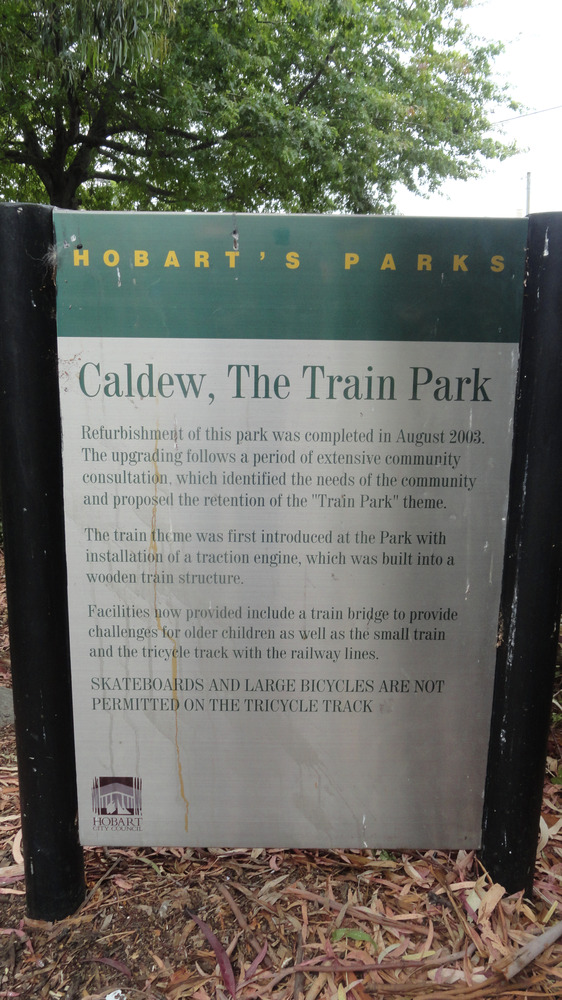 HOBART'S PARKS
Caldew, The Train Park
Refurbishment of this park was completed in August 2003.
The upgrading follows a period of extensive community
consultation, which identified the needs of the community
and proposed the retention of the "Train Park" theme.
The train theme was first introduced at the Park with
installation of a traction engine, which was built into a
wooden train structure.
Facilities now provided include a train bridge to provide
challenges for older children as well as the small train
and the tricycle track with the railway lines.
SKATEBOARDS AND LARGE BICYCLES ARE NOT
PERMITTED ON THE TRICYCLE TRACK
HOBART
CITY COUNCIL